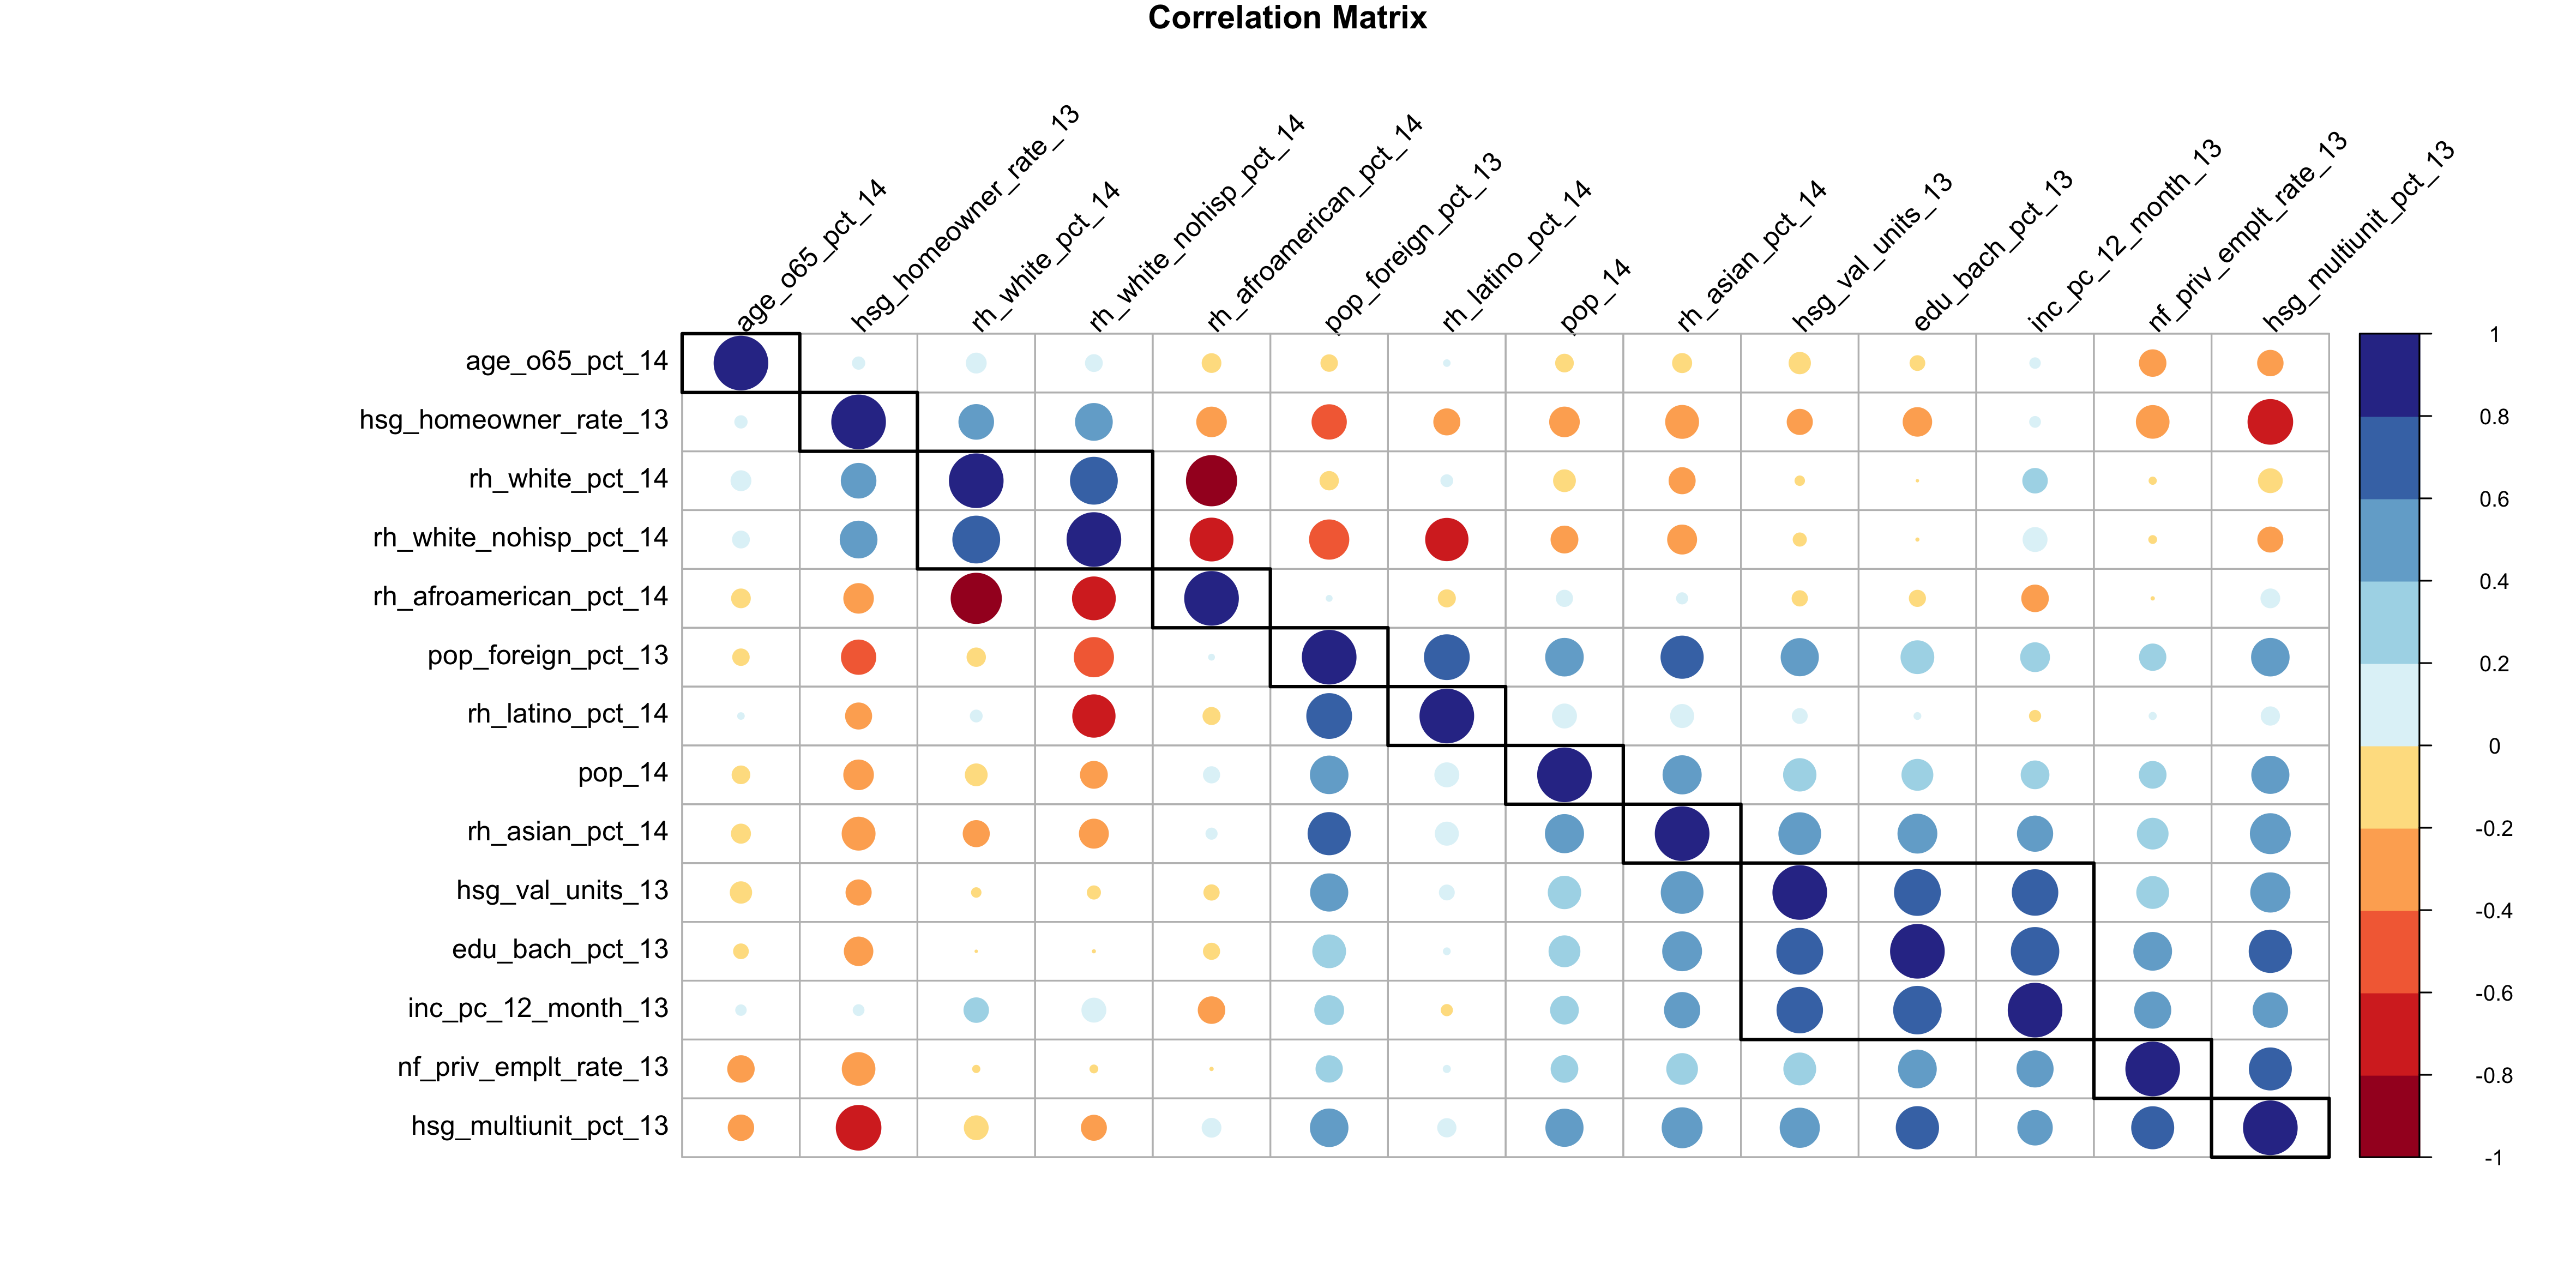 Correlation Matrix
age_o65_pct_14
hsg_homeowner_rate_13
rh_white_pct_14
rh_white_nohisp_pct_14
rh_afroamerican_pct_14
pop_foreign_pct_13
rh_latino_pct_14
pop_14
rh_asian_pct_14
hsg_val_units_13
edu_bach_pct_13
inc_pc_12_month_13
nf_priv_emplt_rate_13
hsg_multiunit_pct_13
age_o65_pct_14
hsg_homeowner_rate_13
rh_white_pct_14
rh_white_nohisp_pct_14
rh_afroamerican_pct_14
pop_foreign_pct_13
rh_latino_pct_14
pop_14
rh_asian_pct_14
hsg_val_units_13
edu_bach_pct_13
inc_pc_12_month_13
nf_priv_emplt_rate_13
hsg_multiunit_pct_13
1
0.8
0.6
0.4
0.2
0
-0.2
-0.4
-0.6
-0.8
-1